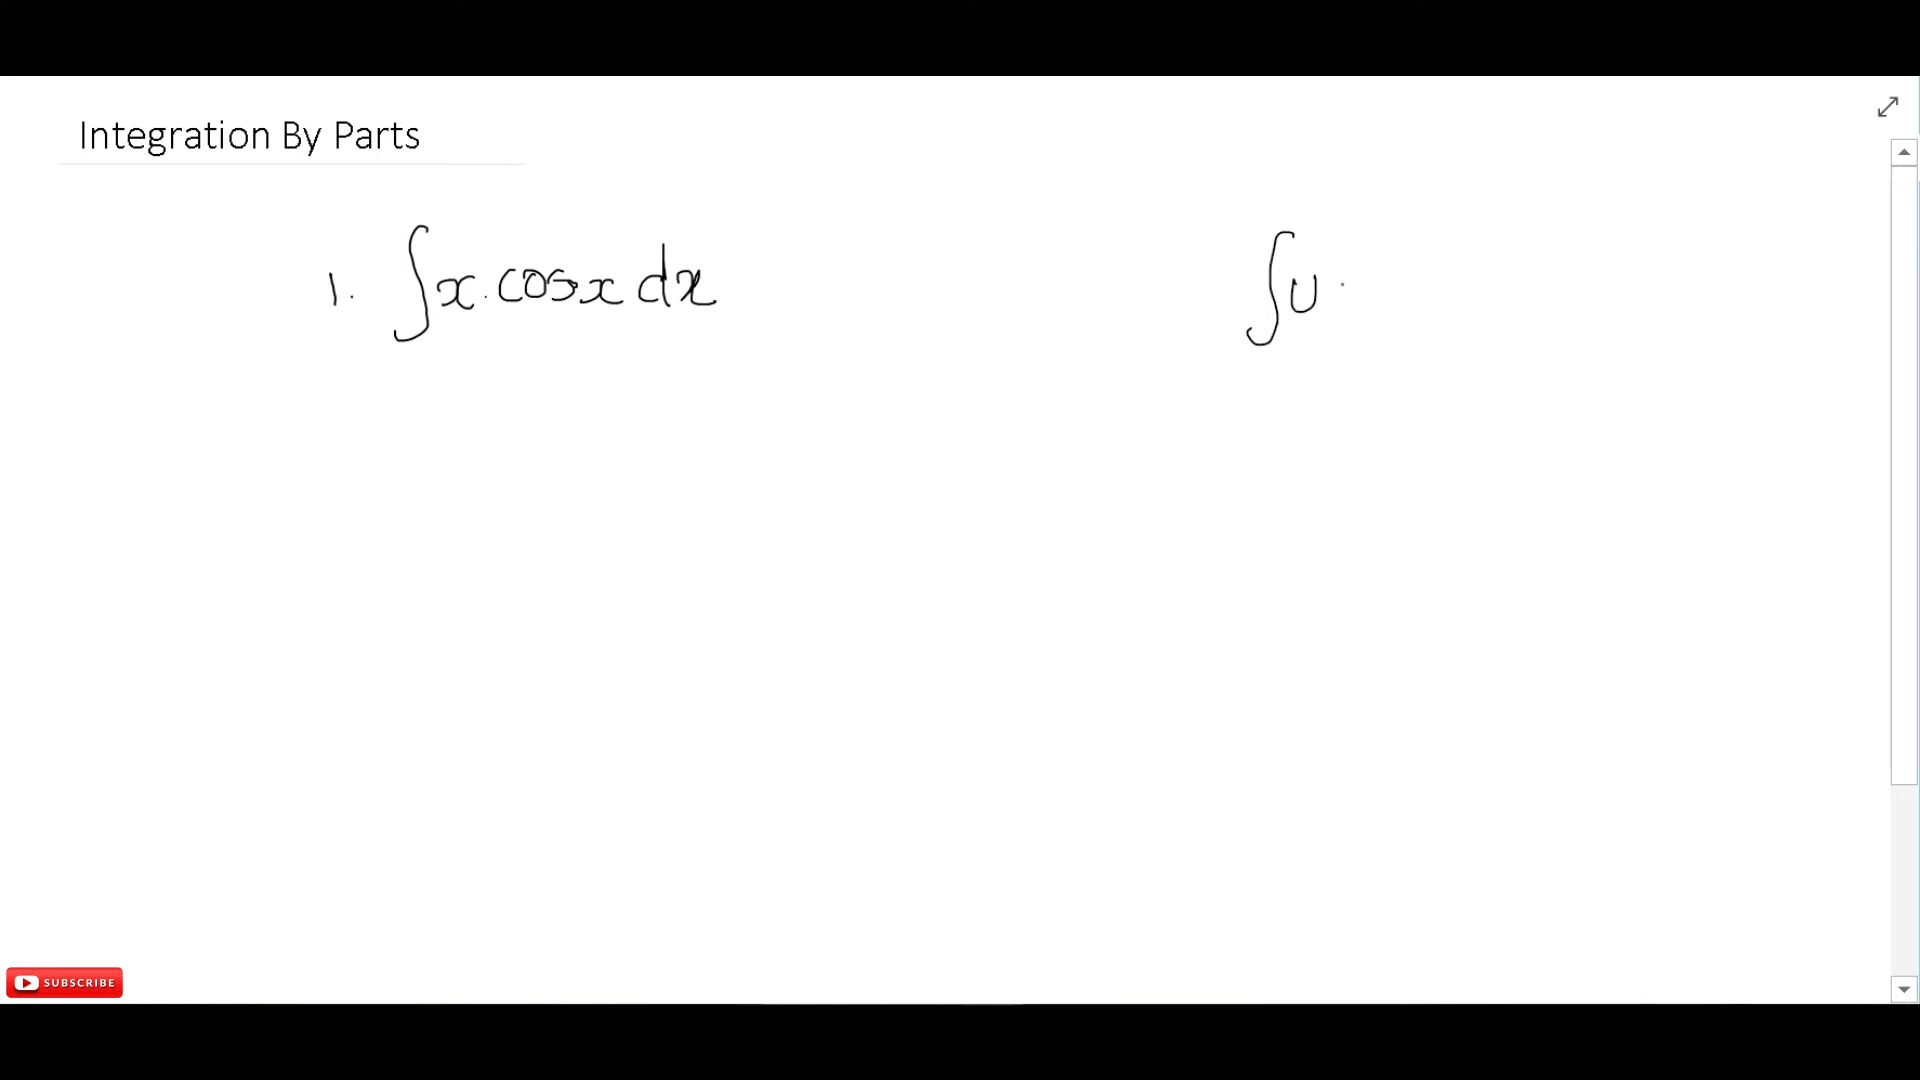 Integration By Parts
1. ∫x.cosx dx
∫u .
SUBSCRIBE